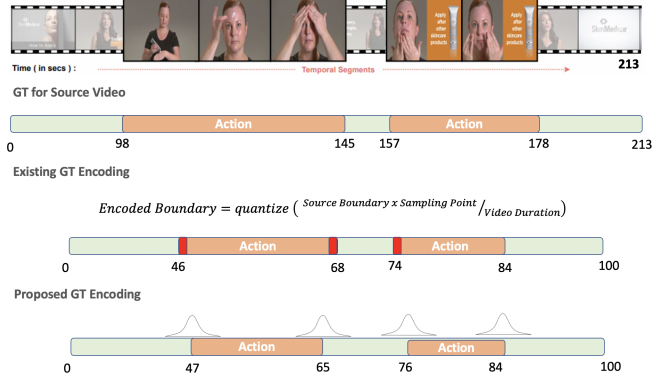 Apply
after
other
skincare
products
Apply
after
other
skincare
products
SkinMedica
Time ( in secs ) :
Temporal Segments
213
GT for Source Video
Action
Action
0
98
145
157
178
213
Existing GT Encoding
Encoded Boundary = quantize ( Source Boundary x Sampling Point / Video Duration )
Action
Action
0
46
68
74
84
100
Proposed GT Encoding
Action
Action
0
47
65
76
84
100